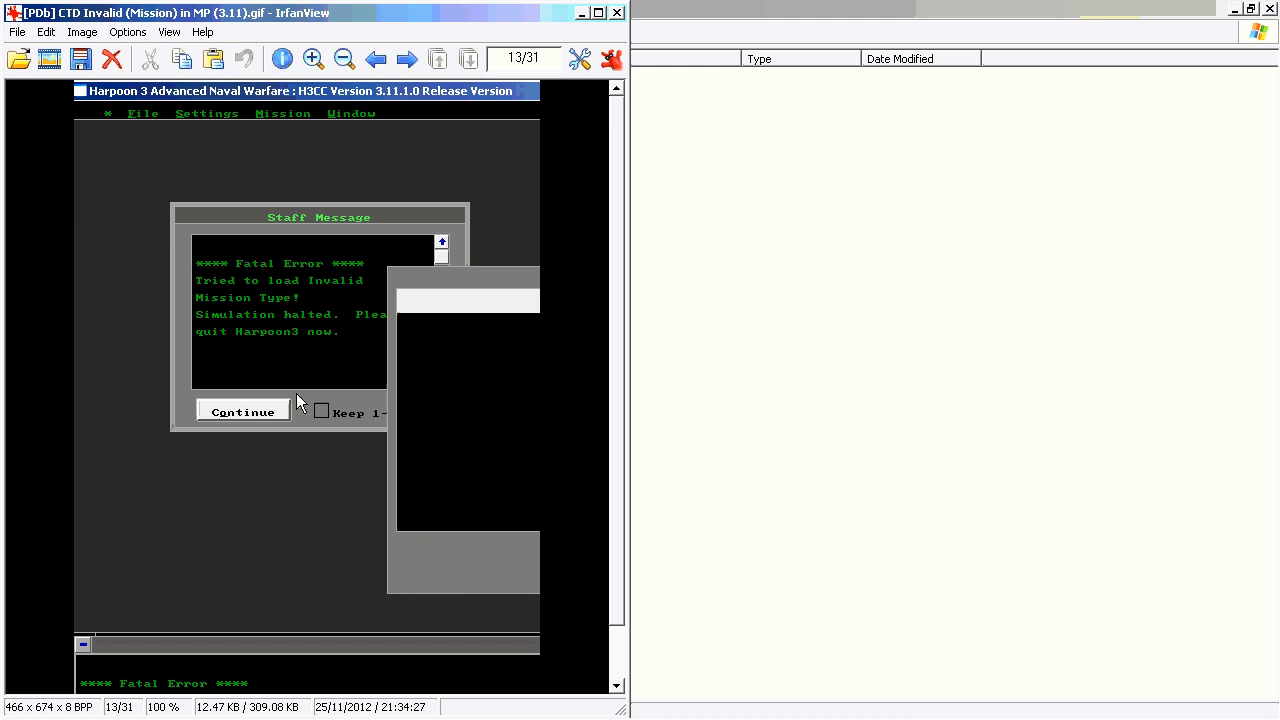 [PDb] CTD Invalid (Mission) in MP (3.11).gif - IrfanView
File Edit Image Options View Help
13/31
Type Date Modified
Harpoon 3 Advanced Naval Warfare : H3CC Version 3.11.1.0 Release Version
* File Settings Mission Window
Staff Message
**** Fatal Error ****
Tried to load Invalid
Mission Type!
Simulation halted. Plea
quit Harpoon3 now.
Continue
Keep 1-
**** Fatal Error ****
466 x 674 x 8 BPP 13/31 100 % 12.47 KB / 309.08 KB 25/11/2012 / 21:34:27